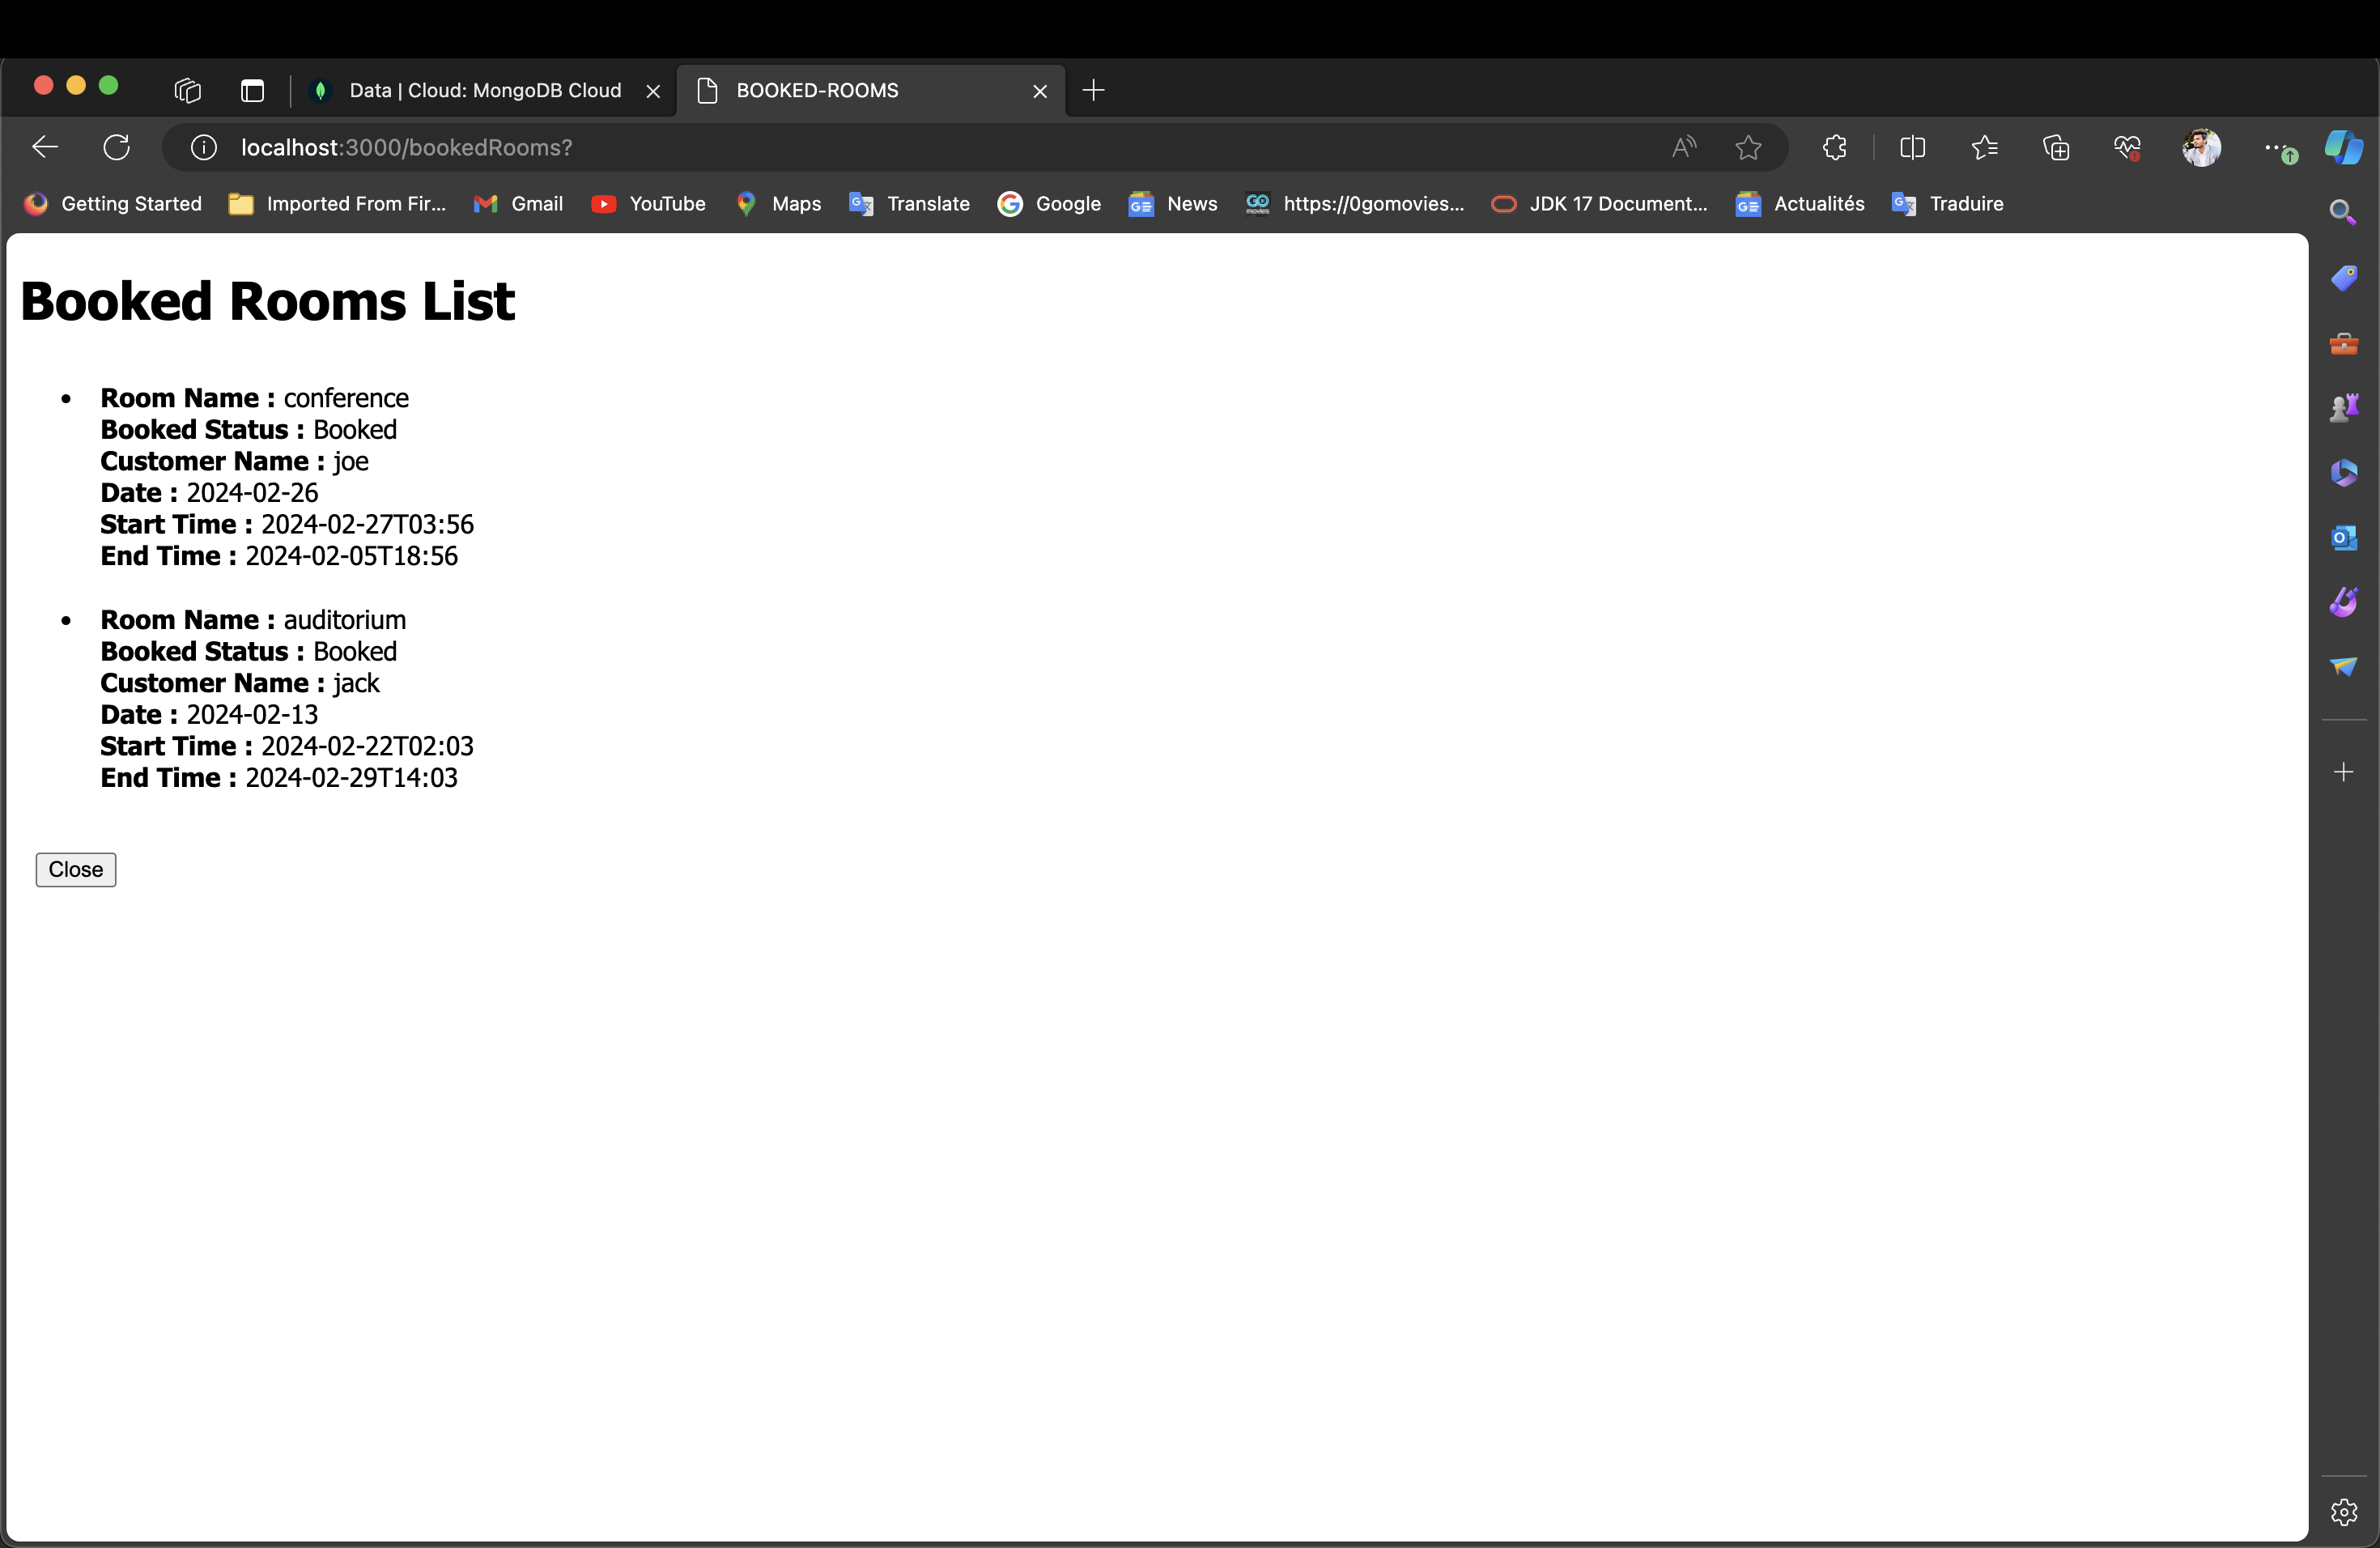 Data | Cloud: MongoDB Cloud
BOOKED-ROOMS
localhost:3000/bookedRooms?
Getting Started
Imported From Fir...
Gmail
YouTube
Maps
Translate
Google
News
https://0gomovies...
JDK 17 Document...
Actualités
Traduire
Booked Rooms List
• Room Name : conference
Booked Status : Booked
Customer Name : joe
Date : 2024-02-26
Start Time : 2024-02-27T03:56
End Time : 2024-02-05T18:56
• Room Name : auditorium
Booked Status : Booked
Customer Name : jack
Date : 2024-02-13
Start Time : 2024-02-22T02:03
End Time : 2024-02-29T14:03
Close